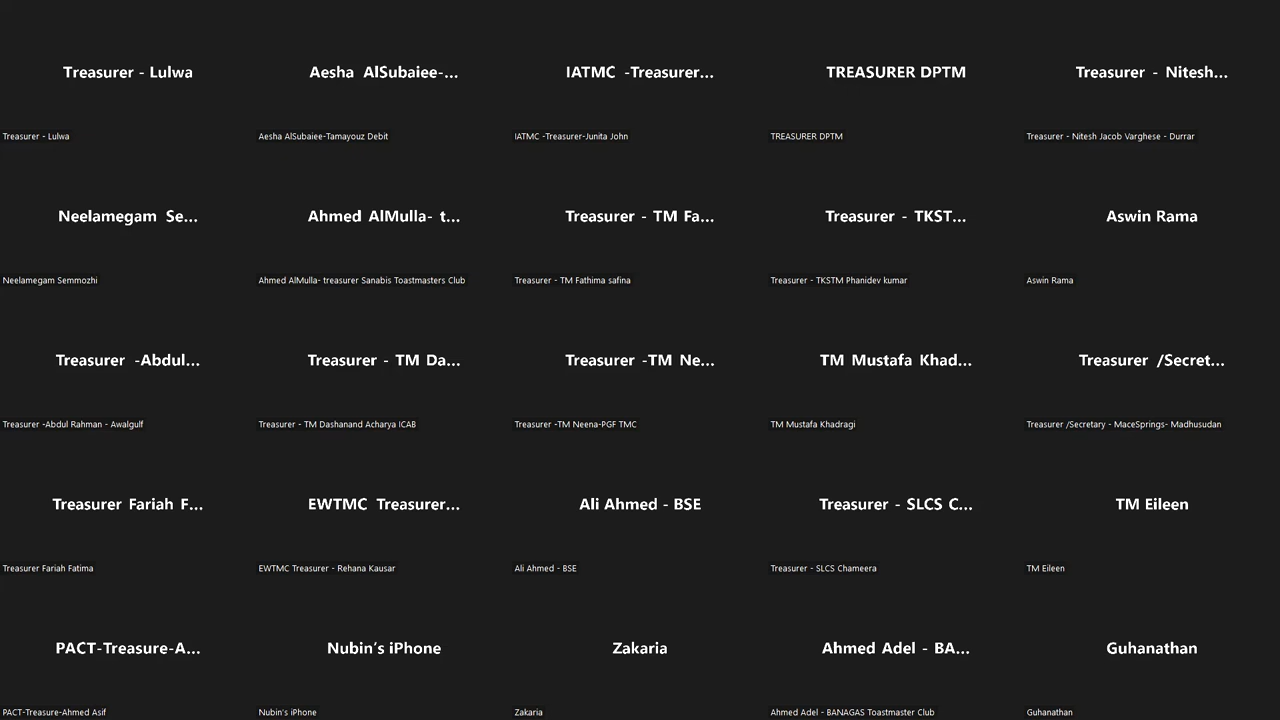 Treasurer - Lulwa
Aesha AlSubaiee-...
IATMC -Treasurer...
TREASURER DPTM
Treasurer - Nitesh...
Treasurer - Lulwa
Aesha AlSubaiee-Tamayouz Debit
IATMC -Treasurer-Junita John
TREASURER DPTM
Treasurer - Nitesh Jacob Varghese - Durrar
Neelamegam Se...
Ahmed AlMulla- t...
Treasurer - TM Fa...
Treasurer - TKST...
Aswin Rama
Neelamegam Semmozhi
Ahmed AlMulla- treasurer Sanabis Toastmasters Club
Treasurer - TM Fathima safina
Treasurer - TKSTM Phanidev kumar
Aswin Rama
Treasurer -Abdul...
Treasurer - TM Da...
Treasurer -TM Ne...
TM Mustafa Khad...
Treasurer /Secret...
Treasurer -Abdul Rahman - Awalgulf
Treasurer - TM Dashanand Acharya ICAB
Treasurer -TM Neena-PGF TMC
TM Mustafa Khadragi
Treasurer /Secretary - MaceSprings- Madhusudan
Treasurer Fariah F...
EWTMC Treasurer...
Ali Ahmed - BSE
Treasurer - SLCS C...
TM Eileen
Treasurer Fariah Fatima
EWTMC Treasurer - Rehana Kausar
Ali Ahmed - BSE
Treasurer - SLCS Chameera
TM Eileen
PACT-Treasure-A...
Nubin's iPhone
Zakaria
Ahmed Adel - BA...
Guhanathan
PACT-Treasure-Ahmed Asif
Nubin's iPhone
Zakaria
Ahmed Adel - BANAGAS Toastmaster Club
Guhanathan